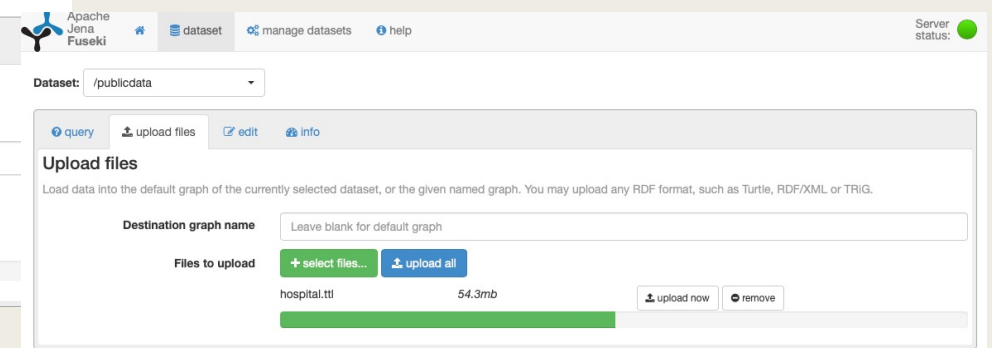 Apache
Jena
Fuseki
dataset
manage datasets
help
Server
status:
Dataset: /publicdata
query
upload files
edit
info
Upload files
Load data into the default graph of the currently selected dataset, or the given named graph. You may upload any RDF format, such as Turtle, RDF/XML or TRiG.
Destination graph name
Leave blank for default graph
Files to upload
select files...
upload all
hospital.ttl
54.3mb
upload now
remove